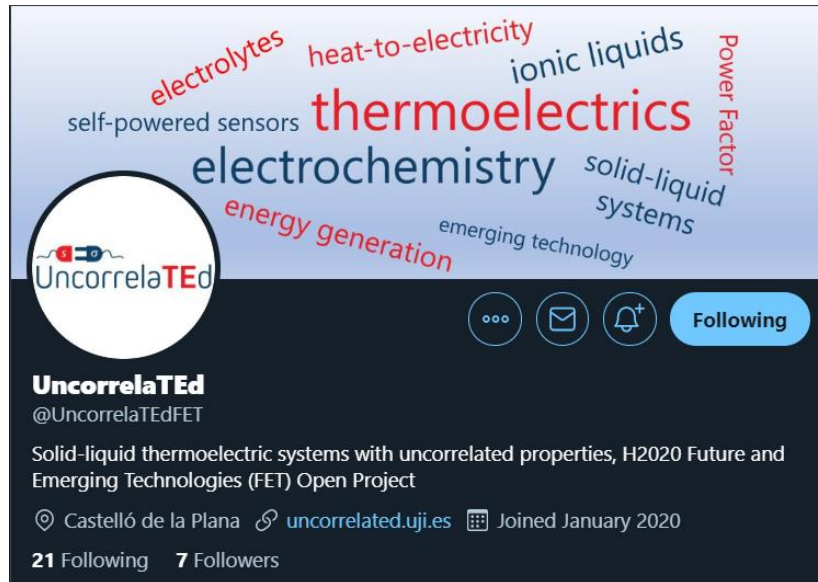 electrolytes
heat-to-electricity
ionic liquids
Power Factor
self-powered sensors
thermoelectrics
electrochemistry
solid-liquid
systems
energy generation
emerging technology
S σ
UncorrelaTEd
Following
UncorrelaTEd
@UncorrelaTEdFET
Solid-liquid thermoelectric systems with uncorrelated properties, H2020 Future and
Emerging Technologies (FET) Open Project
Castelló de la Plana uncorrelated.uji.es Joined January 2020
21 Following 7 Followers